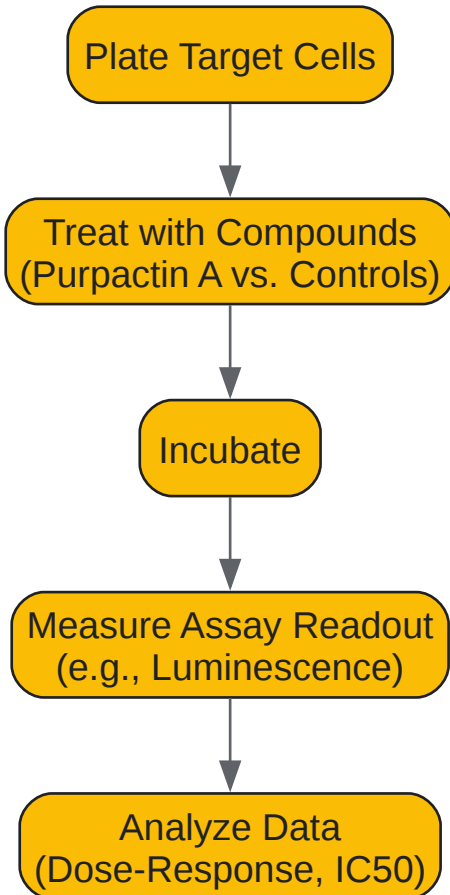 Plate Target Cells
Treat with Compounds
(Purpactin A vs. Controls)
Incubate
Measure Assay Readout
(e.g., Luminescence)
Analyze Data
(Dose-Response, IC50)